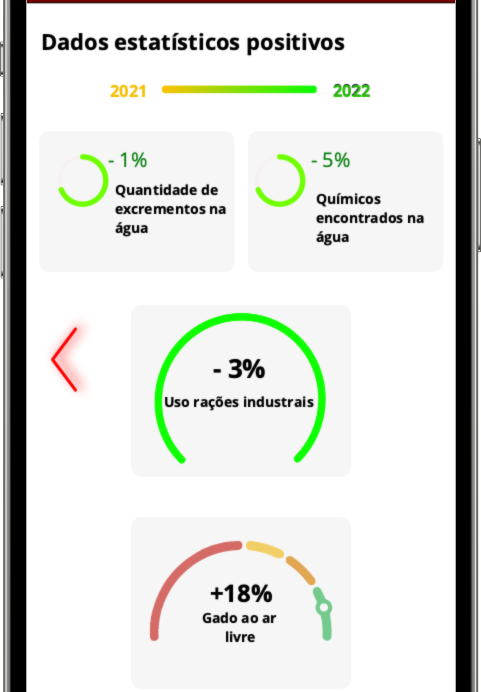 Dados estatísticos positivos
2021
2022
- 1%
Quantidade de
excrementos na
água
- 5%
Químicos
encontrados na
água
- 3%
Uso rações industrais
+18%
Gado ao ar
livre